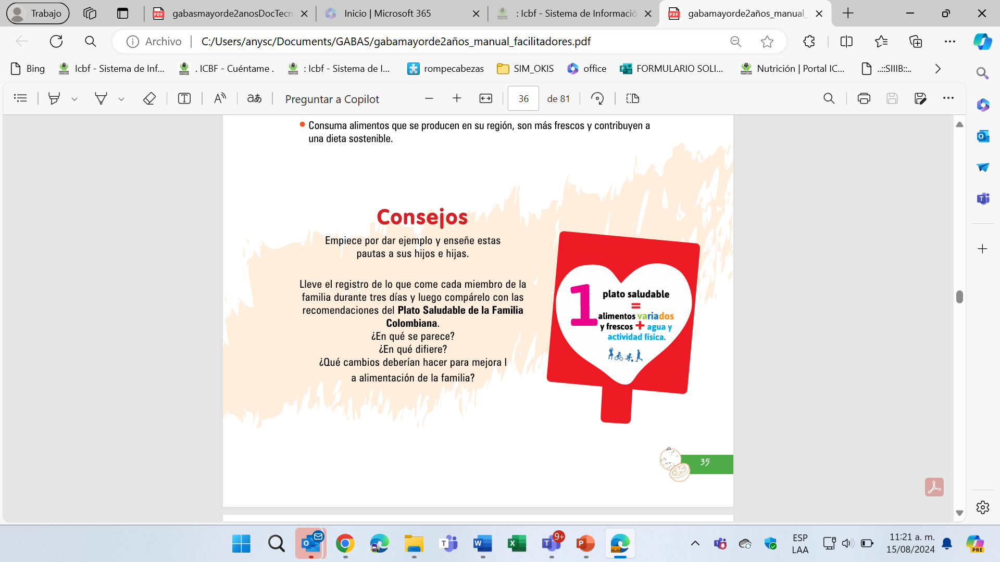 Trabajo
gabasmayorde2anosDocTecn
Inicio | Microsoft 365
: Icbf - Sistema de Informació
gabamayorde2años_manual_
Archivo
C:/Users/anysc/Documents/GABAS/gabamayorde2años_manual_facilitadores.pdf
Bing
Icbf - Sistema de Inf...
. ICBF - Cuéntame .
: Icbf - Sistema de I...
rompecabezas
SIM_OKIS
office
FORMULARIO SOLI...
Nutrición | Portal IC...
..::SIIIB::..
Preguntar a Copilot
36 de 81
Consuma alimentos que se producen en su región, son más frescos y contribuyen a
una dieta sostenible.
Consejos
Empiece por dar ejemplo y enseñe estas
pautas a sus hijos e hijas.
Lleve el registro de lo que come cada miembro de la
familia durante tres días y luego compárelo con las
recomendaciones del Plato Saludable de la Familia
Colombiana.
¿En qué se parece?
¿En qué difiere?
¿Qué cambios deberían hacer para mejora l
a alimentación de la familia?
1
plato saludable
=
alimentos variados
y frescos + agua y
actividad física.
35
9+
ESP
LAA
11:21 a. m.
15/08/2024
PRE